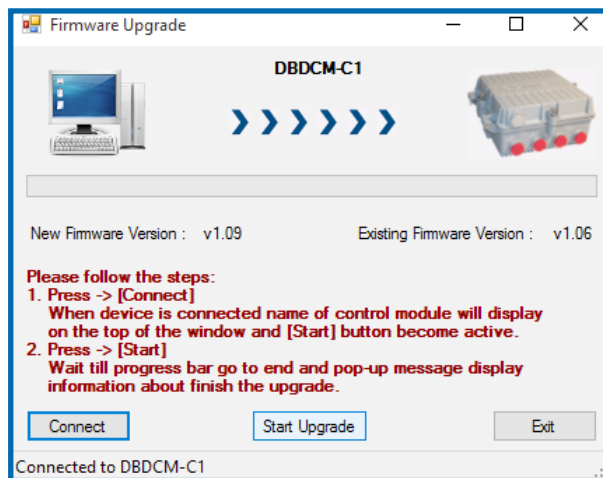 Firmware Upgrade
DBDCM-C1
New Firmware Version : v1.09 Existing Firmware Version : v1.06
Please follow the steps:
1. Press -> [Connect]
When device is connected name of control module will display
on the top of the window and [Start] button become active.
2. Press -> [Start]
Wait till progress bar go to end and pop-up message display
information about finish the upgrade.
Connect Start Upgrade Exit
Connected to DBDCM-C1